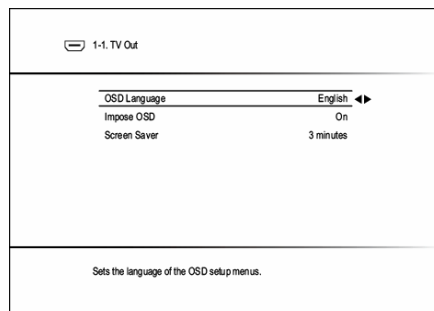 1-1. TV Out
OSD Language English
Impose OSD On
Screen Saver 3 minutes
Sets the language of the OSD setup menus.